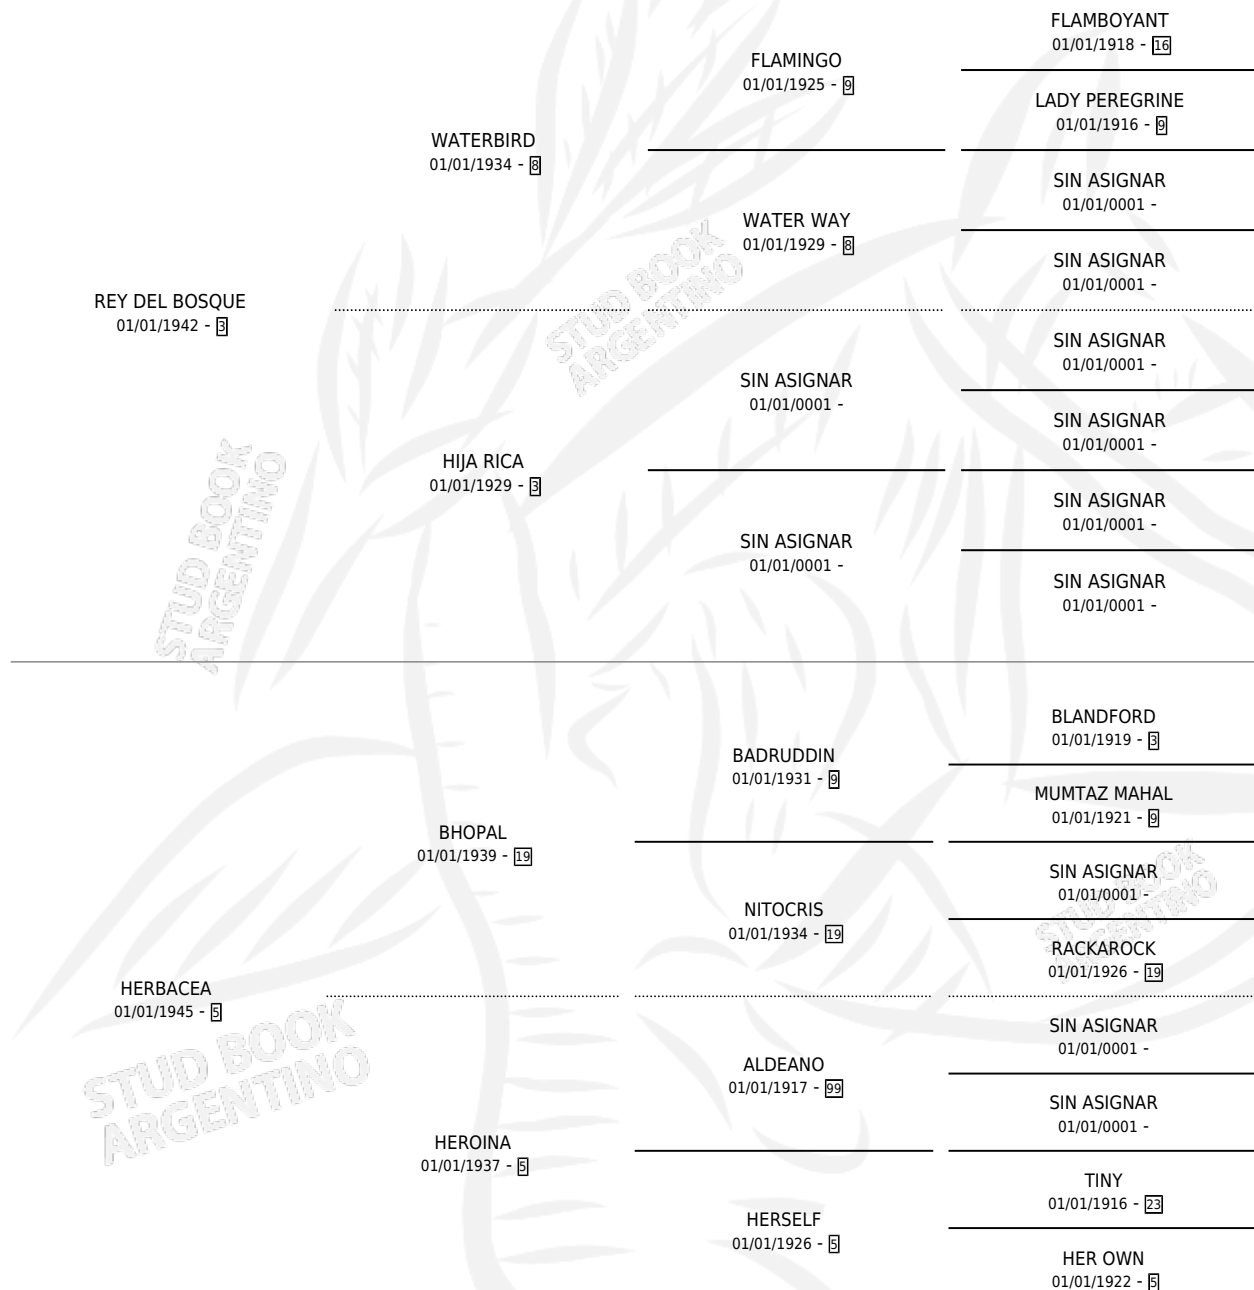 FLAMBOYANT
01/01/1918 - 16
FLAMINGO
01/01/1925 - 9
LADY PEREGRINE
01/01/1916 - 9
WATERBIRD
01/01/1934 - 8
SIN ASIGNAR
01/01/0001 -
WATER WAY
01/01/1929 - 8
SIN ASIGNAR
01/01/0001 -
REY DEL BOSQUE
01/01/1942 - 3
STUD BOOK
ARGENTINO
SIN ASIGNAR
01/01/0001 -
SIN ASIGNAR
01/01/0001 -
SIN ASIGNAR
01/01/0001 -
HIJA RICA
01/01/1929 - 3
SIN ASIGNAR
01/01/0001 -
SIN ASIGNAR
01/01/0001 -
SIN ASIGNAR
01/01/0001 -
STUD BOOK
ARGENTINO
BLANDFORD
01/01/1919 - 3
BADRUDDIN
01/01/1931 - 9
MUMTAZ MAHAL
01/01/1921 - 9
BHOPAL
01/01/1939 - 19
SIN ASIGNAR
01/01/0001 -
NITOCRIS
01/01/1934 - 19
STUD BOOK
ARGENTINO
RACKAROCK
01/01/1926 - 19
HERBACEA
01/01/1945 - 5
SIN ASIGNAR
01/01/0001 -
STUD BOOK
ARGENTINO
ALDEANO
01/01/1917 - 99
SIN ASIGNAR
01/01/0001 -
HEROINA
01/01/1937 - 5
TINY
01/01/1916 - 23
HERSELF
01/01/1926 - 5
HER OWN
01/01/1922 - 5